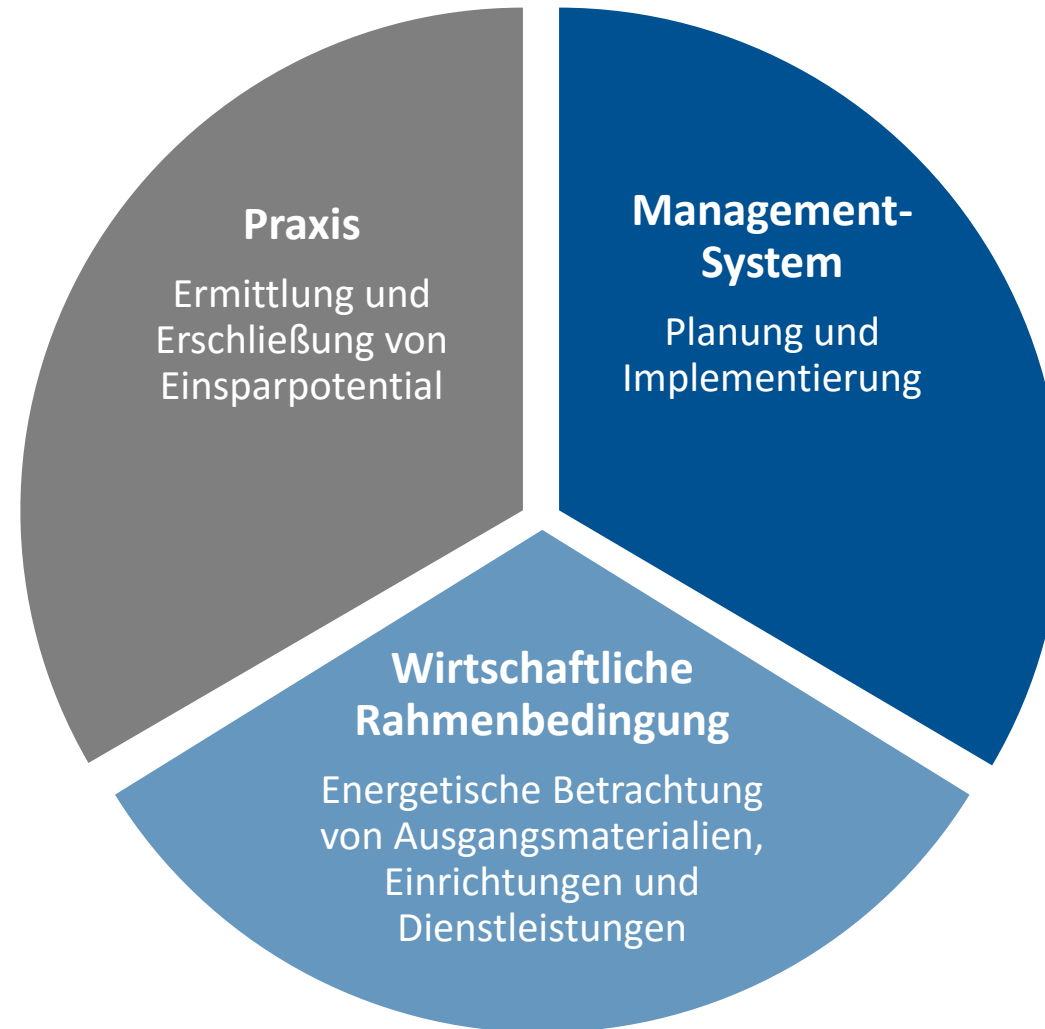 Praxis
Ermittlung und
Erschließung von
Einsparpotential
Management-
System
Planung und
Implementierung
Wirtschaftliche
Rahmenbedingung
Energetische Betrachtung
von Ausgangsmaterialien,
Einrichtungen und
Dienstleistungen